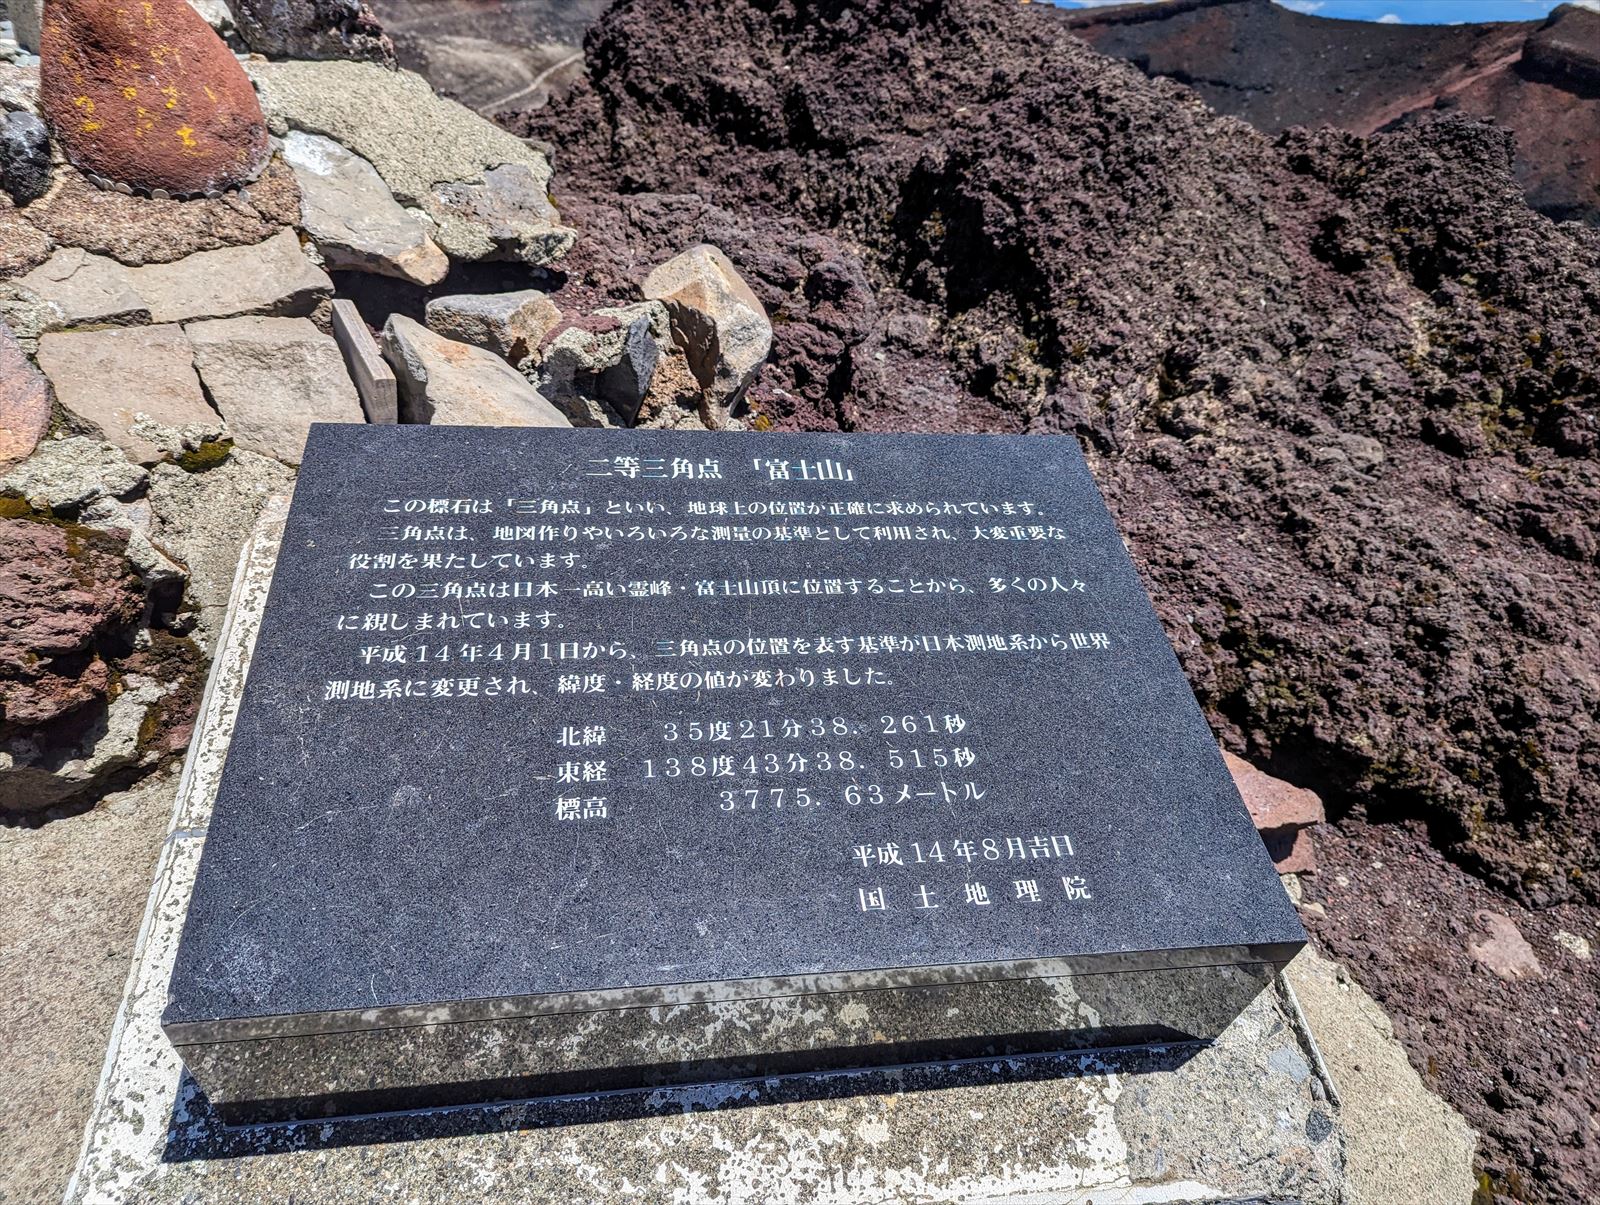 二等三角点 「富士山」
この標石は「三角点」といい、地球上の位置が正確に求められています。
三角点は、地図作りやいろいろな測量の基準として利用され、大変重要な
役割を果たしています。
この三角点は日本一高い霊峰・富士山頂に位置することから、多くの人々
に親しまれています。
平成14年4月1日から、三角点の位置を表す基準が日本測地系から世界
測地系に変更され、緯度・経度の値が変わりました。
北緯 35度21分38.261秒
東経 138度43分38.515秒
標高 3775.63メートル
平成14年8月吉日
国土地理院